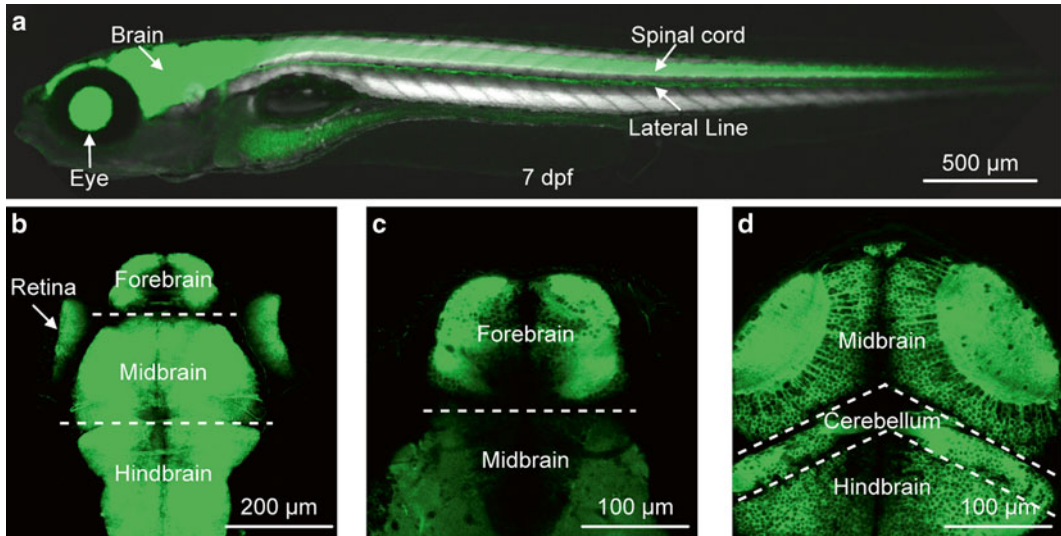 a
Brain
Spinal cord
Lateral Line
Eye
7 dpf
500 µm
b
Forebrain
Retina
Midbrain
Hindbrain
200 µm
c
Forebrain
Midbrain
100 µm
d
Midbrain
Cerebellum
Hindbrain
100 µm